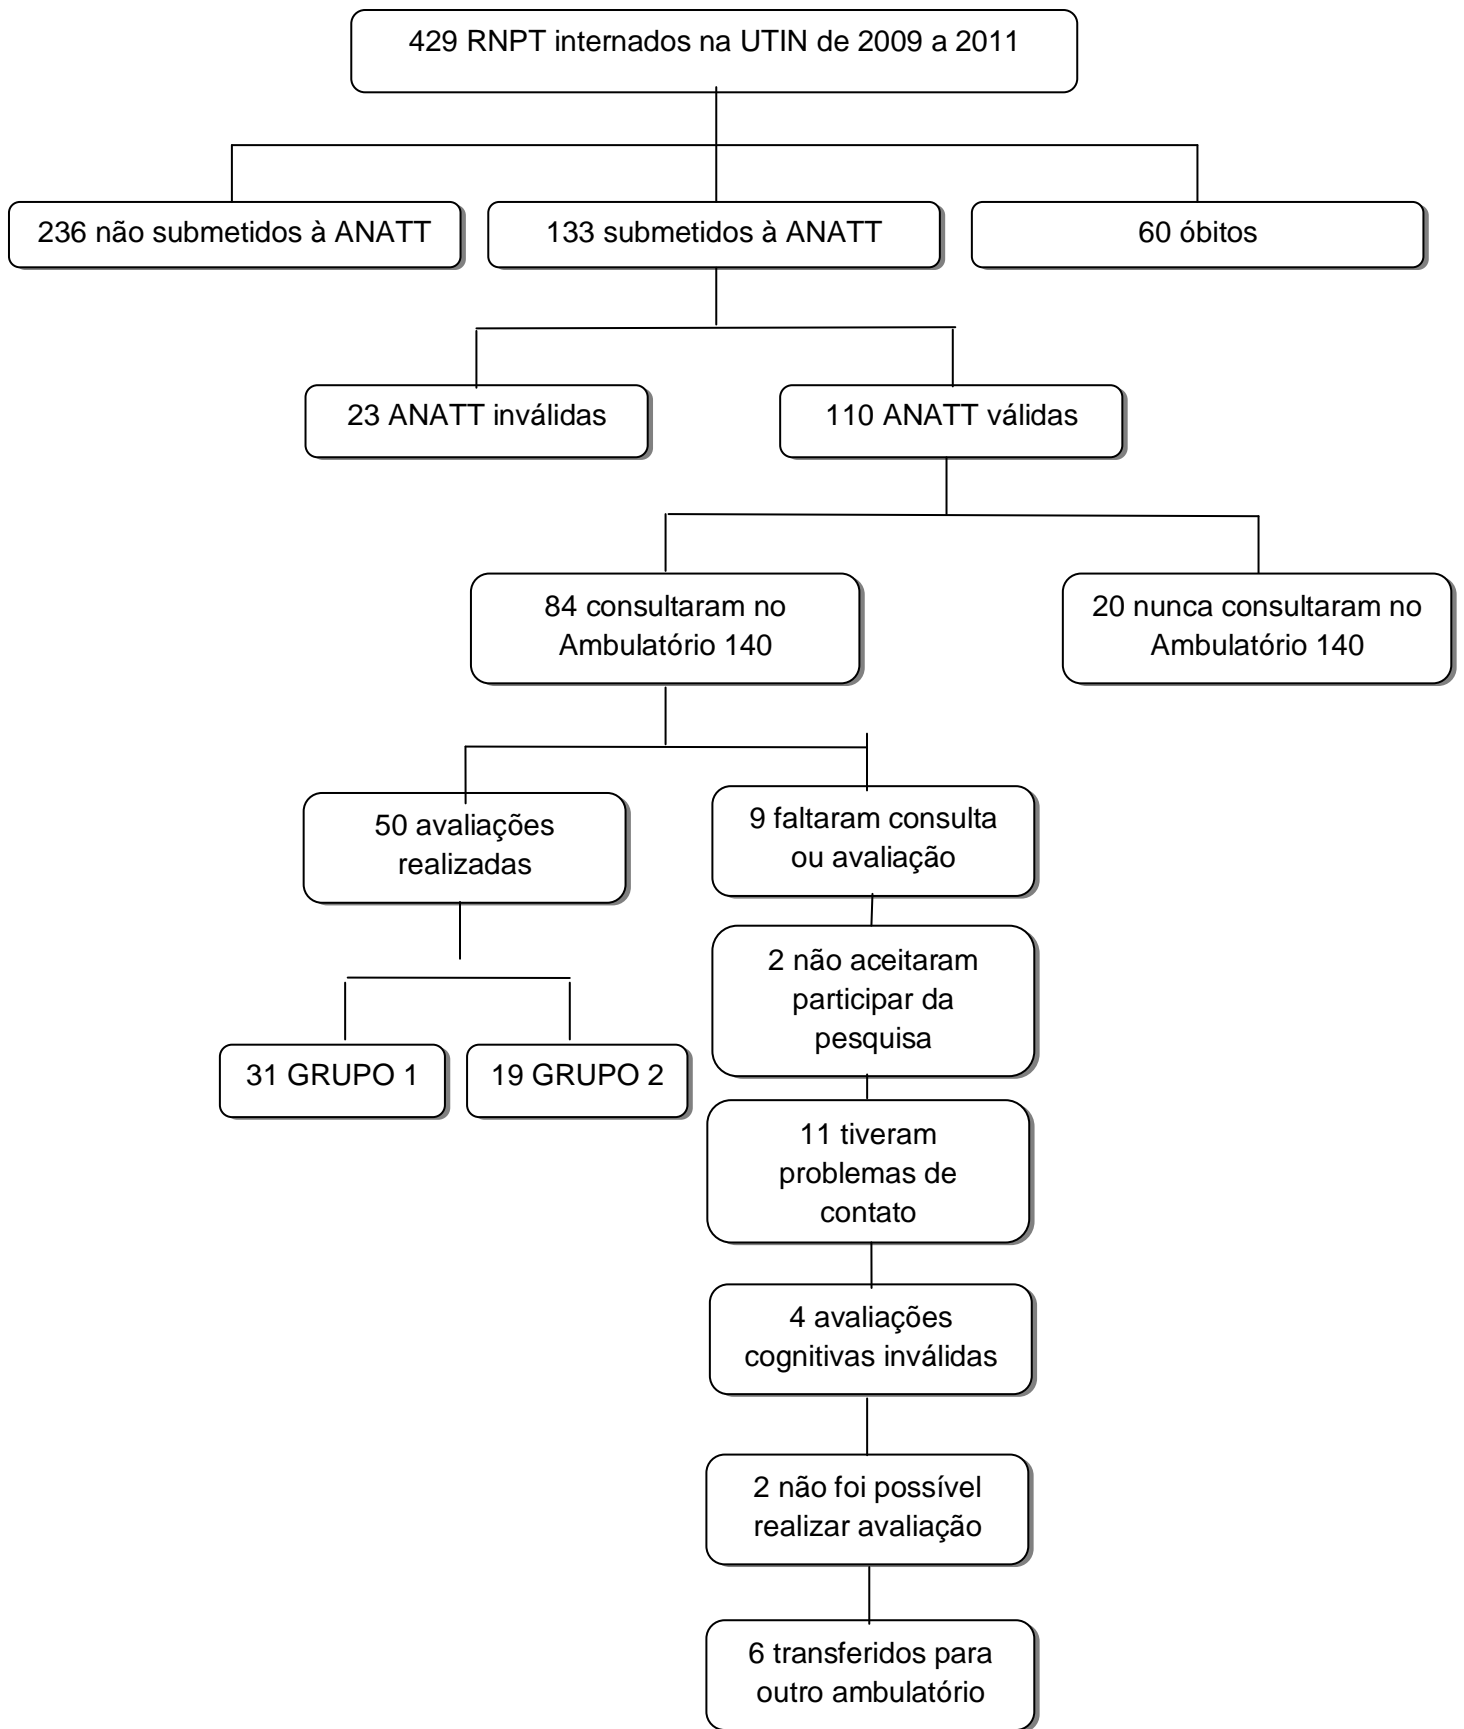 429 RNPT internados na UTIN de 2009 a 2011
236 não submetidos à ANATT
133 submetidos à ANATT
60 óbitos
23 ANATT inválidas
110 ANATT válidas
84 consultaram no
Ambulatório 140
20 nunca consultaram no
Ambulatório 140
50 avaliações
realizadas
9 faltaram consulta
ou avaliação
2 não aceitaram
participar da
pesquisa
31 GRUPO 1
19 GRUPO 2
11 tiveram
problemas de
contato
4 avaliações
cognitivas inválidas
2 não foi possível
realizar avaliação
6 transferidos para
outro ambulatório